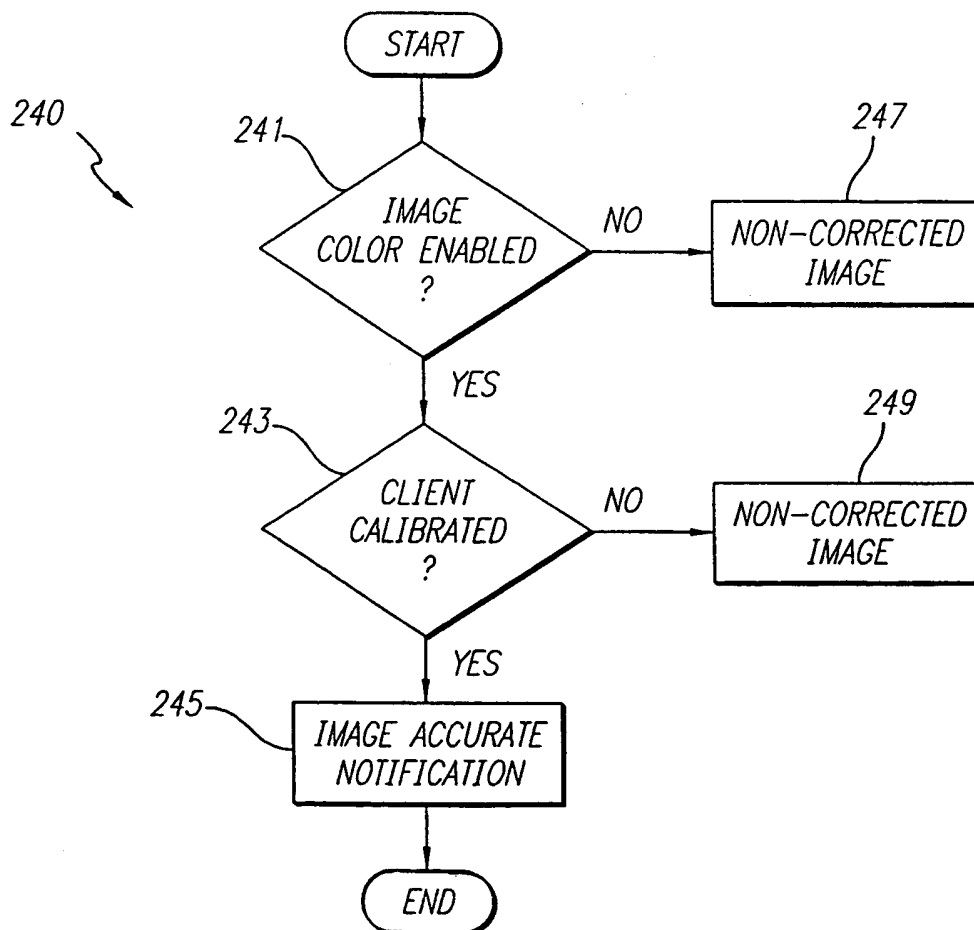 START
240
241
247
IMAGE
COLOR ENABLED
?
NO
NON-CORRECTED
IMAGE
YES
243
249
CLIENT
CALIBRATED
?
NO
NON-CORRECTED
IMAGE
YES
245
IMAGE ACCURATE
NOTIFICATION
END